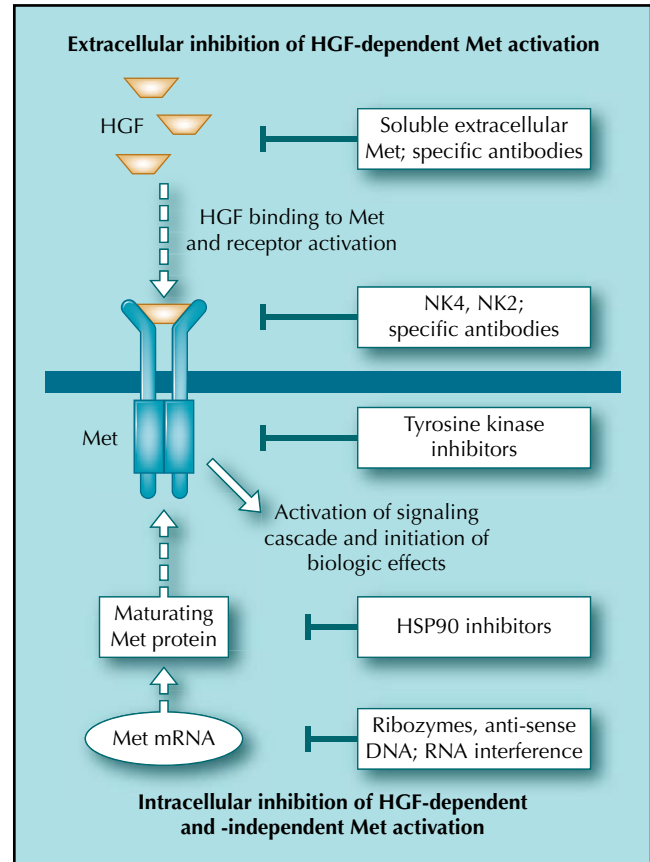 Extracellular inhibition of HGF-dependent Met activation
HGF
Soluble extracellular
Met; specific antibodies
HGF binding to Met
and receptor activation
NK4, NK2;
specific antibodies
Met
Tyrosine kinase
inhibitors
Activation of signaling
cascade and initiation of
biologic effects
Maturating
Met protein
HSP90 inhibitors
Met mRNA
Ribozymes, anti-sense
DNA; RNA interference
Intracellular inhibition of HGF-dependent
and -independent Met activation